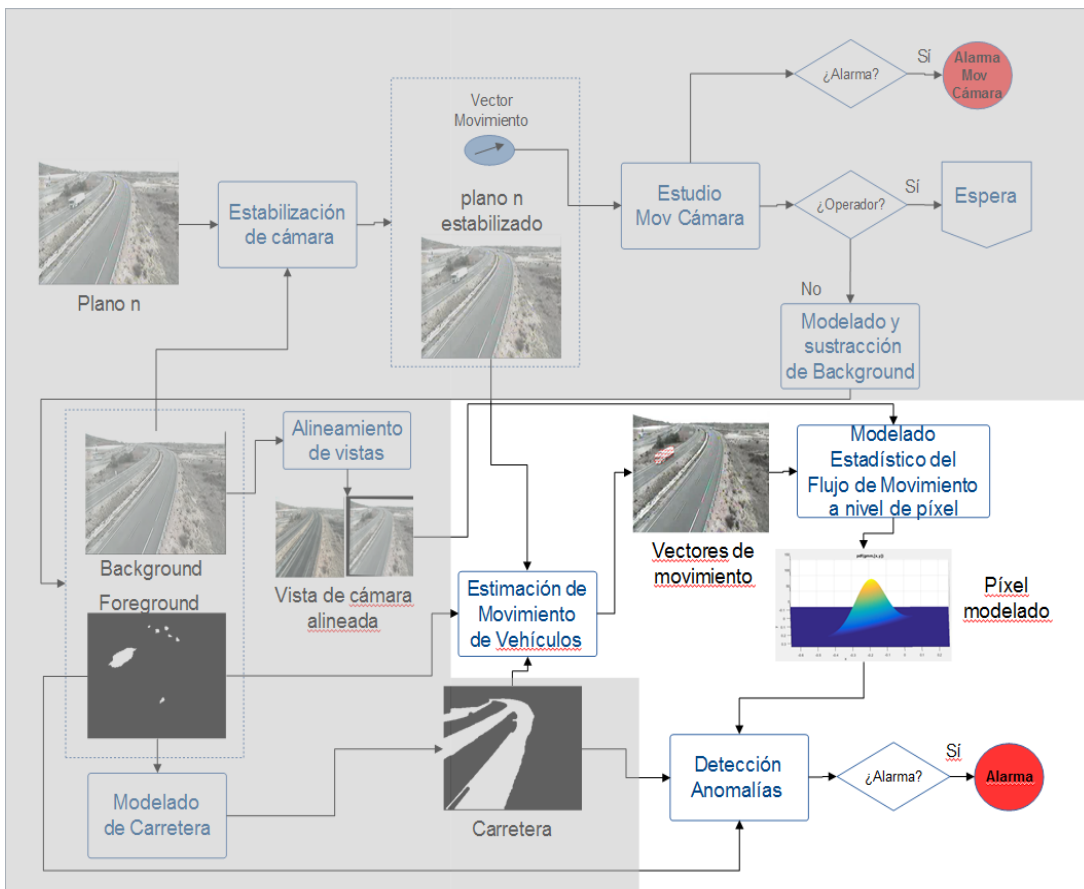 Vector
Movimiento
¿Alarma?
Sí
Alarma
Mov
Cámara
Estabilización
de cámara
plano n
estabilizado
Estudio
Mov Cámara
¿Operador?
Sí
Espera
Plano n
No
Modelado y
sustracción
de Background
Alineamiento
de vistas
Modelado
Estadístico del
Flujo de Movimiento
a nivel de píxel
Background
Vista de cámara
alineada
Vectores de
movimiento
Píxel
modelado
Foreground
Estimación de
Movimiento
de Vehículos
Detección
Anomalías
¿Alarma?
Sí
Alarma
Modelado
de Carretera
Carretera